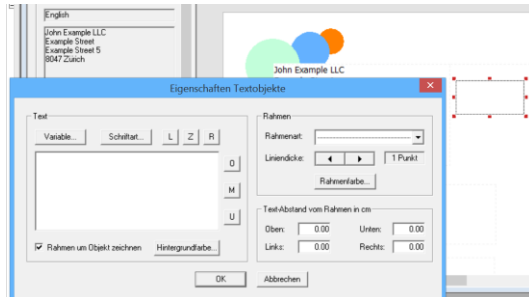 English
John Example LLC
Example Street
Example Street 5
8047 Zürich
John Example LLC
Eigenschaften Textobjekte
Text
Variable...
Schriftart...
L
Z
R
O
M
U
Rahmen um Objekt zeichnen
Hintergrundfarbe...
Rahmen
Rahmenart:
Liniendicke:
1 Punkt
Rahmenfarbe...
Text-Abstand vom Rahmen in cm
Oben:
0.00
Unten:
0.00
Links:
0.00
Rechts:
0.00
OK
Abbrechen